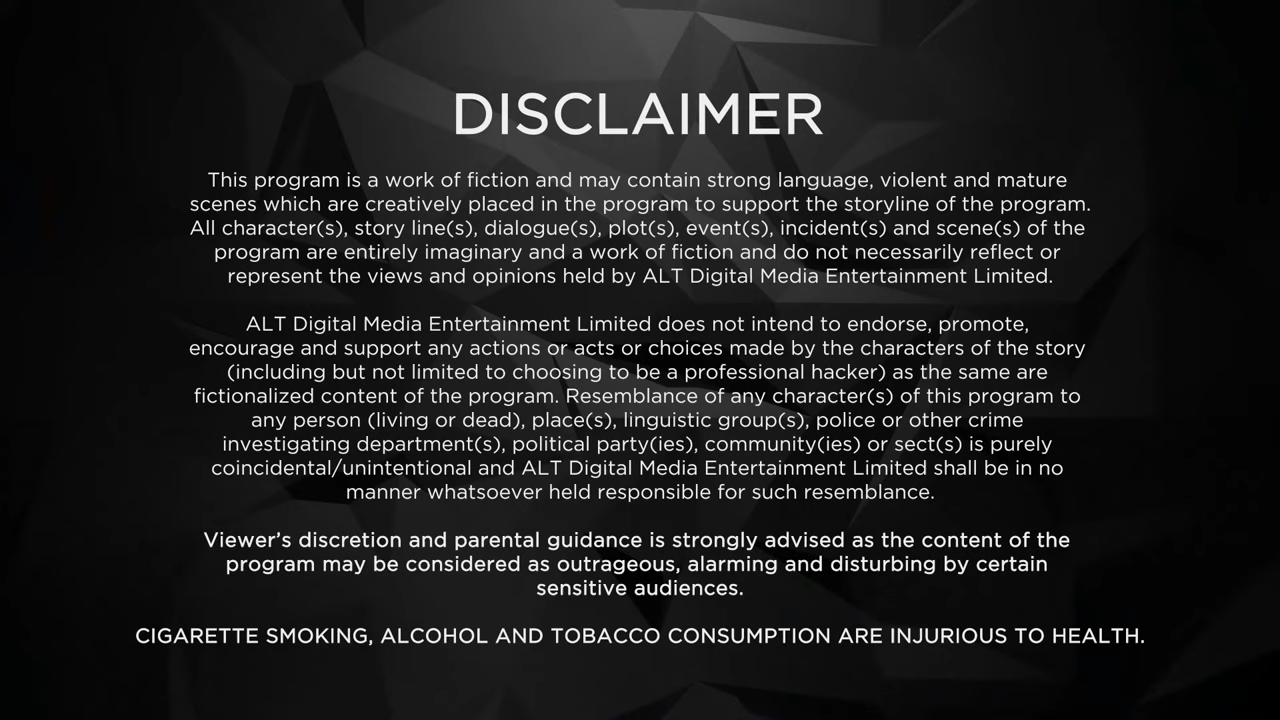 DISCLAIMER
This program is a work of fiction and may contain strong language, violent and mature
scenes which are creatively placed in the program to support the storyline of the program.
All character(s), story line(s), dialogue(s), plot(s), event(s), incident(s) and scene(s) of the
program are entirely imaginary and a work of fiction and do not necessarily reflect or
represent the views and opinions held by ALT Digital Media Entertainment Limited.
ALT Digital Media Entertainment Limited does not intend to endorse, promote,
encourage and support any actions or acts or choices made by the characters of the story
(including but not limited to choosing to be a professional hacker) as the same are
fictionalized content of the program. Resemblance of any character(s) of this program to
any person (living or dead), place(s), linguistic group(s), police or other crime
investigating department(s), political party(ies), community(ies) or sect(s) is purely
coincidental/unintentional and ALT Digital Media Entertainment Limited shall be in no
manner whatsoever held responsible for such resemblance.
Viewer's discretion and parental guidance is strongly advised as the content of the
program may be considered as outrageous, alarming and disturbing by certain
sensitive audiences.
CIGARETTE SMOKING, ALCOHOL AND TOBACCO CONSUMPTION ARE INJURIOUS TO HEALTH.